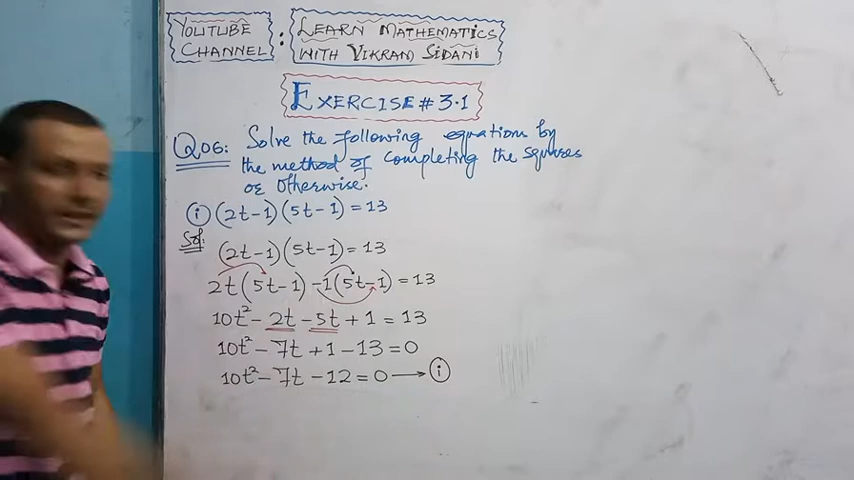 YOUTUBE CHANNEL : LEARN MATHEMATICS WITH VIKRAM SIDANI
EXERCISE # 3.1
Q06: Solve the following equations by
the method of completing the squares
or otherwise.
(i) (2t-1)(5t-1) = 13
Sol:
(2t-1)(5t-1) = 13
2t(5t-1) -1(5t-1) = 13
10t² - 2t - 5t + 1 = 13
10t² - 7t + 1 - 13 = 0
10t² - 7t - 12 = 0 → (i)